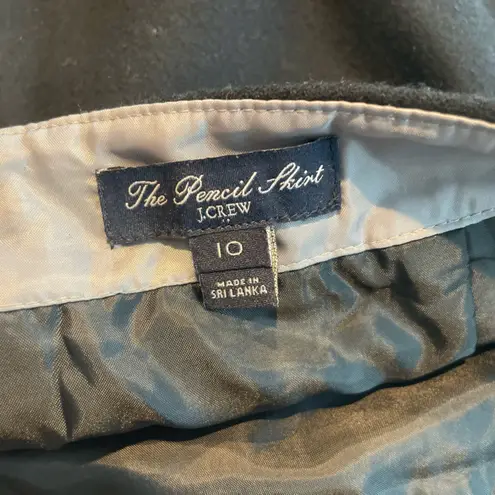 The Pencil Skirt
J.CREW
10
MADE IN
SRI LANKA